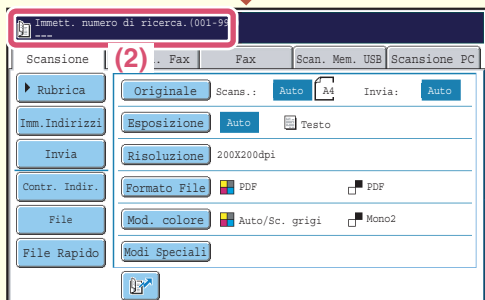 Immett. numero di ricerca.(001-99
---
Scansione (2) . Fax Fax Scan. Mem. USB Scansione PC
Rubrica Originale Scans.: Auto A4 Invia: Auto
Imm.Indirizzi Esposizione Auto Testo
Invia Risoluzione 200X200dpi
Contr. Indir. Formato File PDF PDF
File Mod. colore Auto/Sc. grigi Mono2
File Rapido Modi Speciali